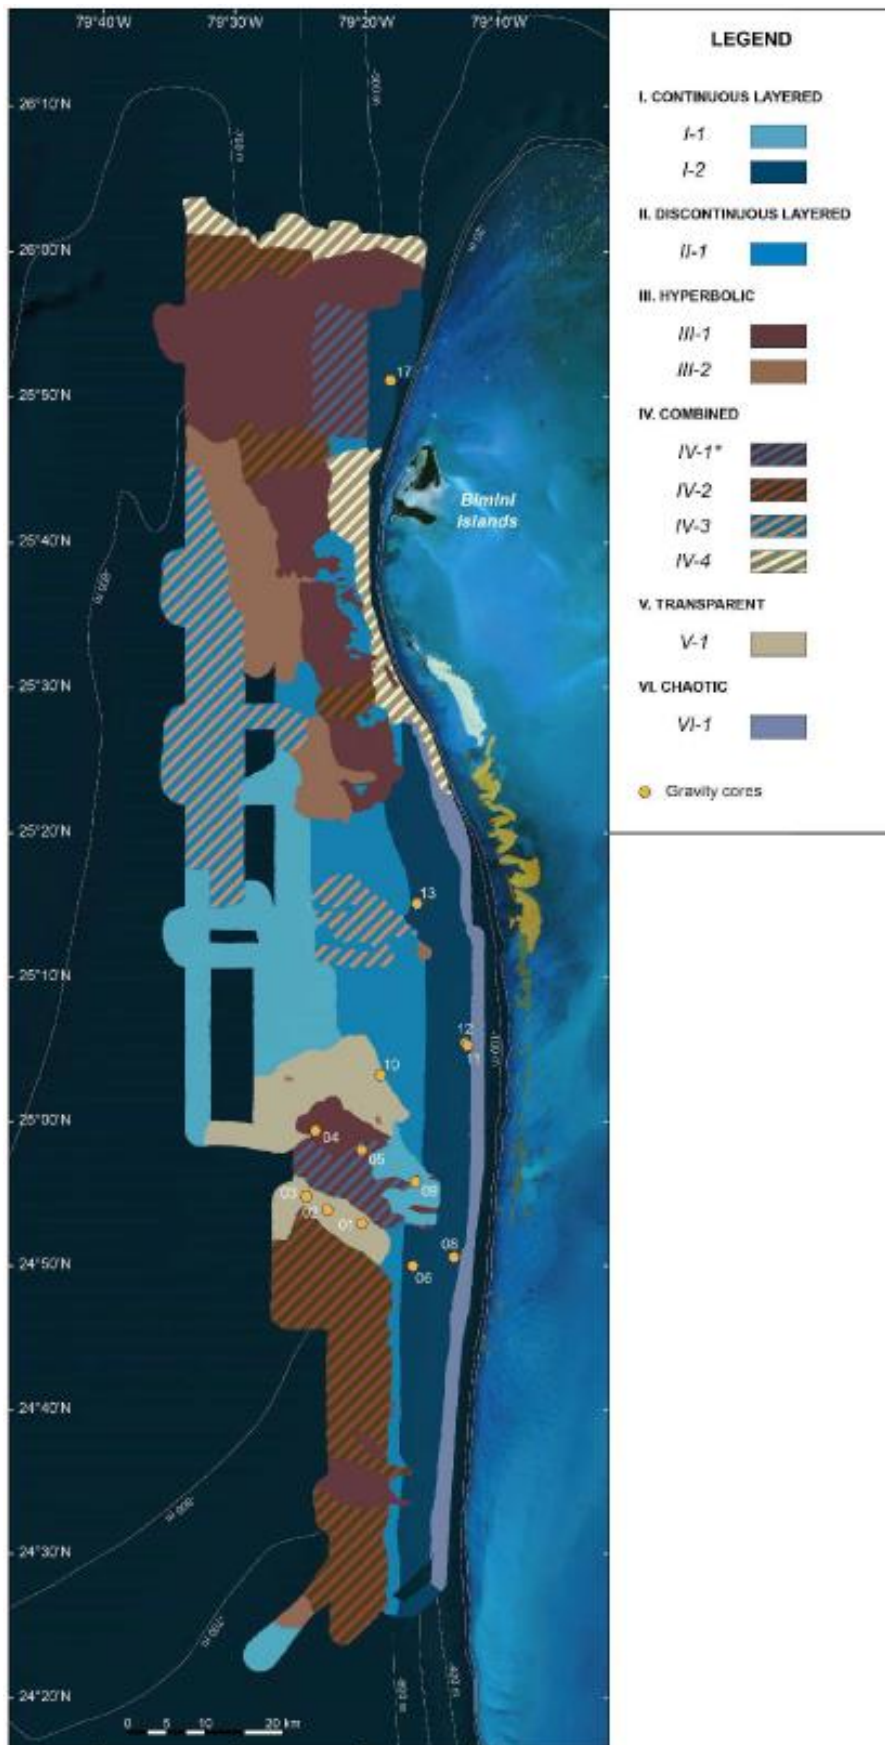 79°40'W 79°30'W 79°20'W 79°10'W
LEGEND
I. CONTINUOUS LAYERED
I-1
I-2
II. DISCONTINUOUS LAYERED
II-1
III. HYPERBOLIC
III-1
III-2
IV. COMBINED
IV-1*
IV-2
IV-3
IV-4
V. TRANSPARENT
V-1
VI. CHAOTIC
VI-1
Gravity cores
26°10'N
26°00'N
25°50'N
17
Bimini
Islands
25°40'N
25°30'N
25°20'N
13
25°10'N
12
11
-100 m
10
25°00'N
04
05
09
03
02
01
08
24°50'N
06
24°40'N
24°30'N
-700 m
24°20'N
0 5 10 20 km